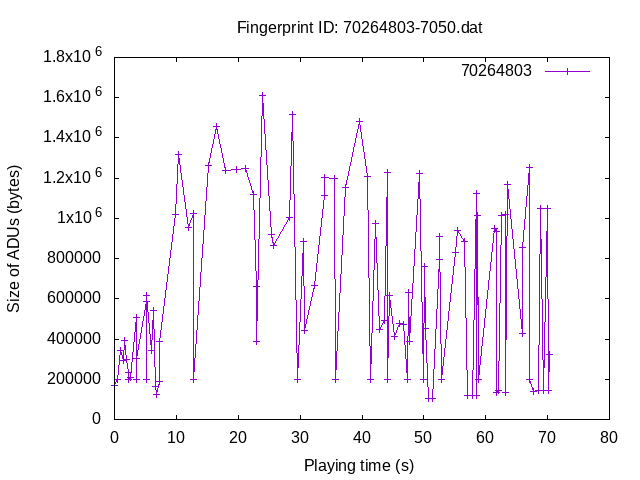 Fingerprint ID: 70264803-7050.dat
70264803
1.8x10^6
1.6x10^6
1.4x10^6
1.2x10^6
1x10^6
800000
600000
400000
200000
0
Size of ADUs (bytes)
0 10 20 30 40 50 60 70 80
Playing time (s)